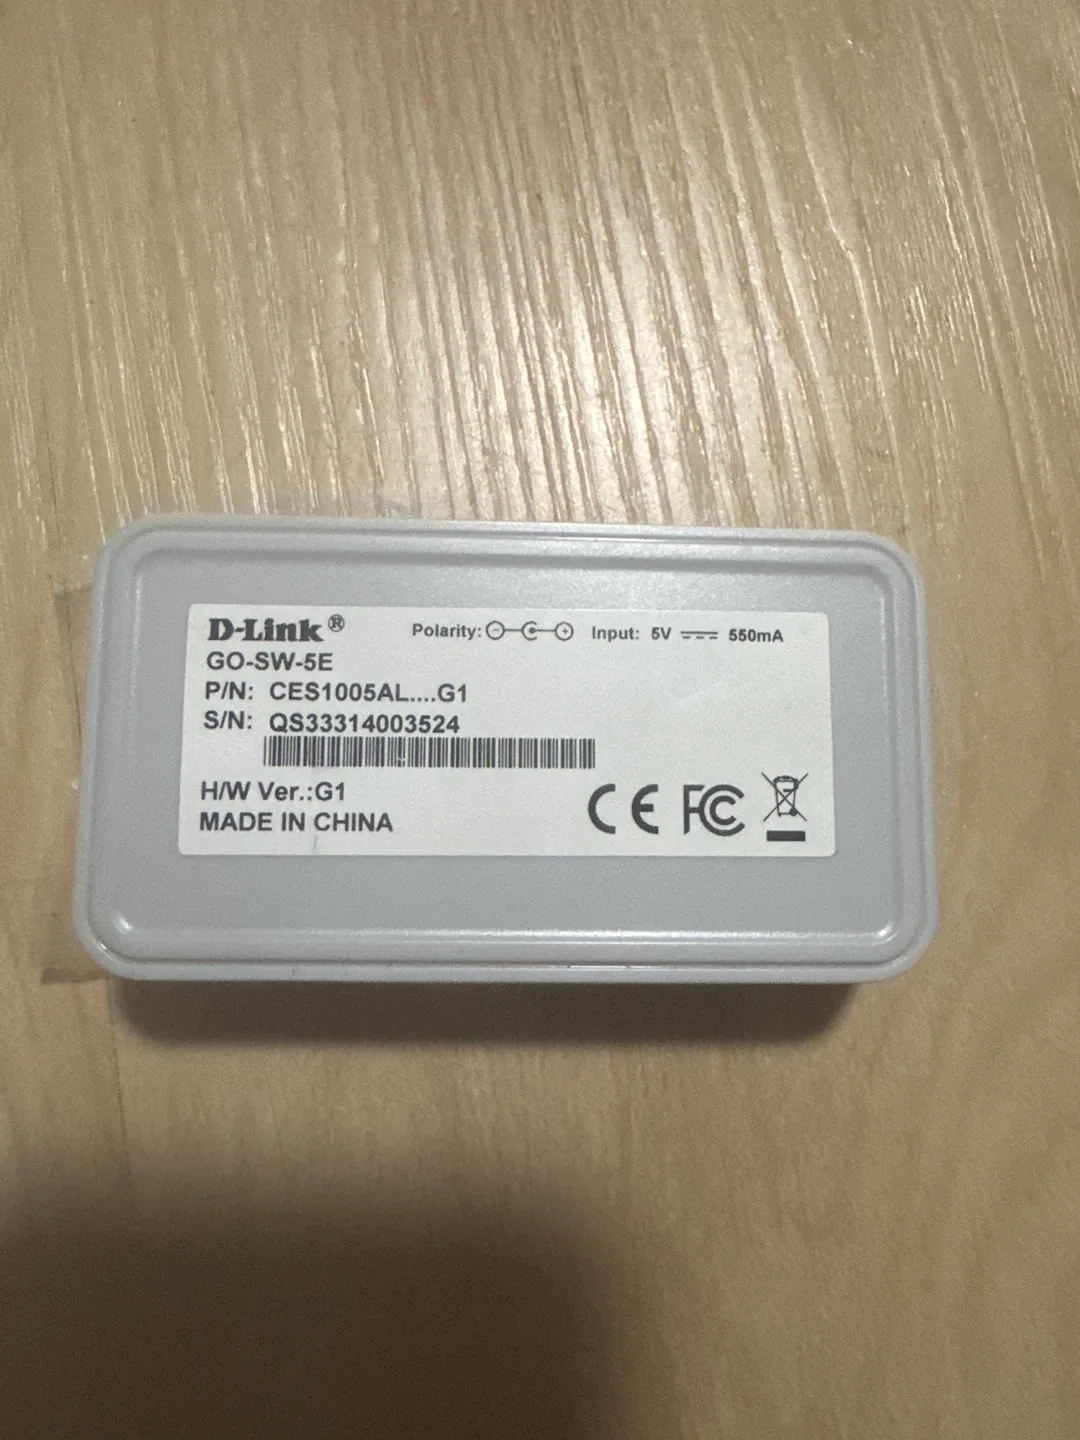 D-Link®
Polarity: Input: 5V 550mA
GO-SW-5E
P/N: CES1005AL....G1
S/N: QS33314003524
H/W Ver.:G1
MADE IN CHINA
CE FC